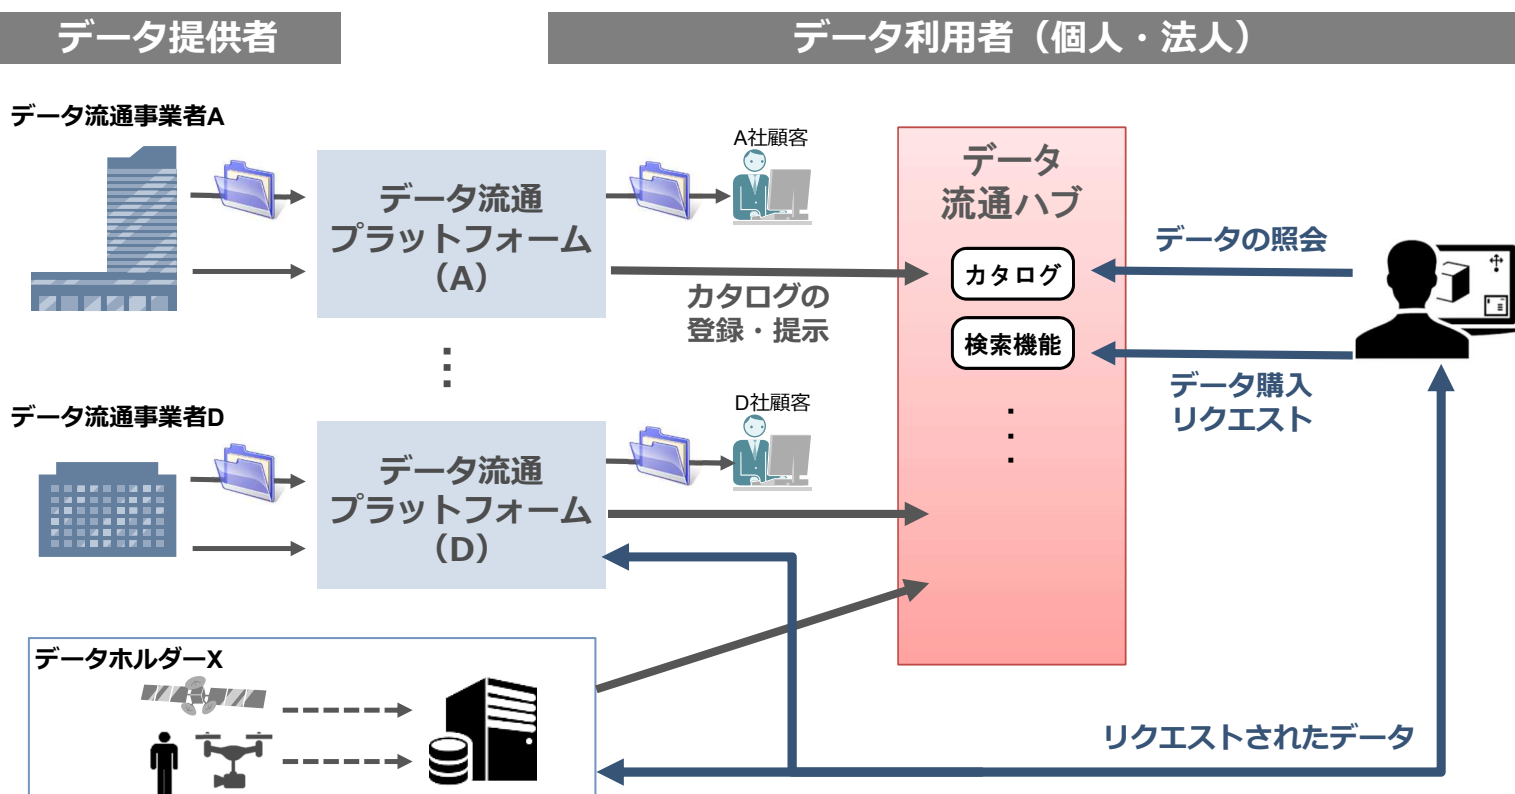 データ提供者
データ利用者（個人・法人）
データ流通事業者A
A社顧客
データ流通
プラットフォーム
（A）
データ
流通ハブ
カタログ
検索機能
・
・
・
カタログの
登録・提示
データの照会
データ購入
リクエスト
データ流通事業者D
D社顧客
データ流通
プラットフォーム
（D）
データホルダーX
リクエストされたデータ